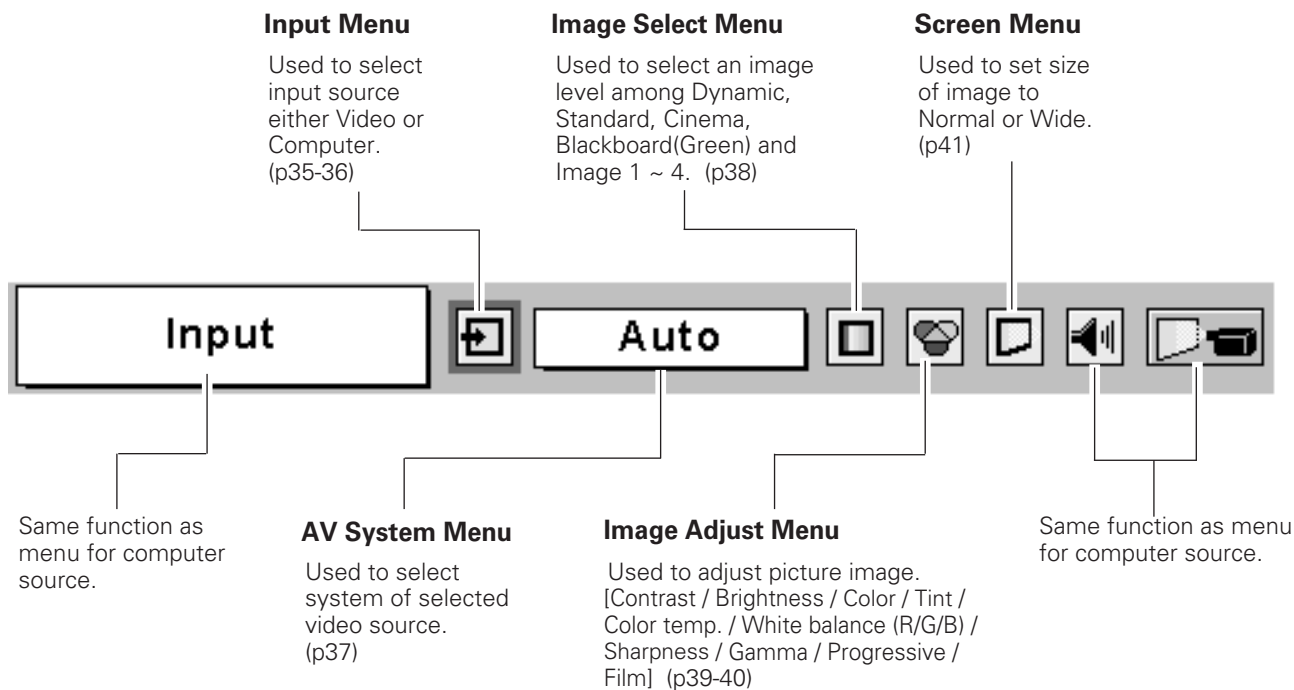 Input Menu
Used to select
input source
either Video or
Computer.
(p35-36)
Image Select Menu
Used to select an image
level among Dynamic,
Standard, Cinema,
Blackboard(Green) and
Image 1 ~ 4.  (p38)
Screen Menu
Used to set size
of image to
Normal or Wide.
(p41)
Input
Auto
Same function as
menu for computer
source.
AV System Menu
Used to select
system of selected
video source.
(p37)
Image Adjust Menu
Used to adjust picture image.
[Contrast / Brightness / Color / Tint /
Color temp. / White balance (R/G/B) /
Sharpness / Gamma / Progressive /
Film]  (p39-40)
Same function as menu
for computer source.